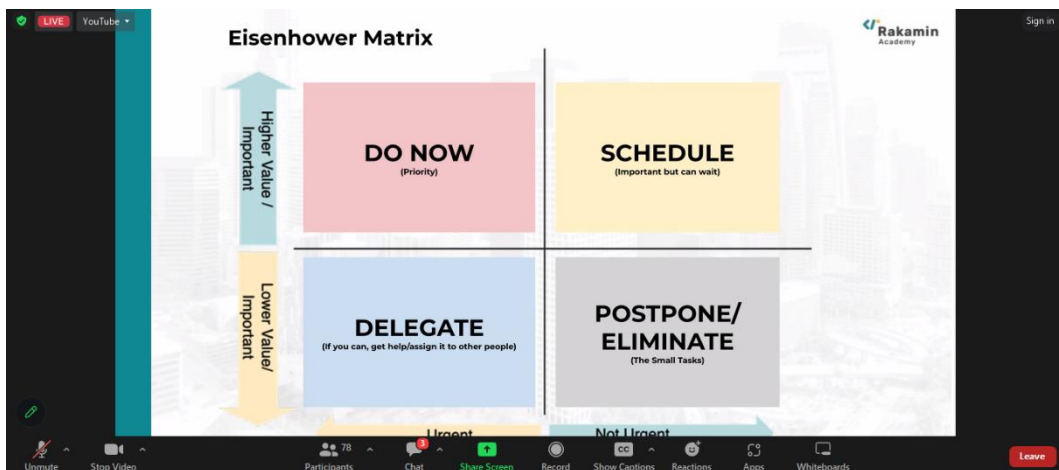 LIVE
YouTube
Sign in
Eisenhower Matrix
Rakamin
Academy
Higher Value /
Important
DO NOW
(Priority)
SCHEDULE
(Important but can wait)
Lower Value/
Important
DELEGATE
(If you can, get help/assign it to other people)
POSTPONE/
ELIMINATE
(The Small Tasks)
Urgent
Not Urgent
Unmute
Stop Video
78
Participants
3
Chat
Share Screen
Record
CC
Show Captions
Reactions
Apps
Whiteboards
Leave